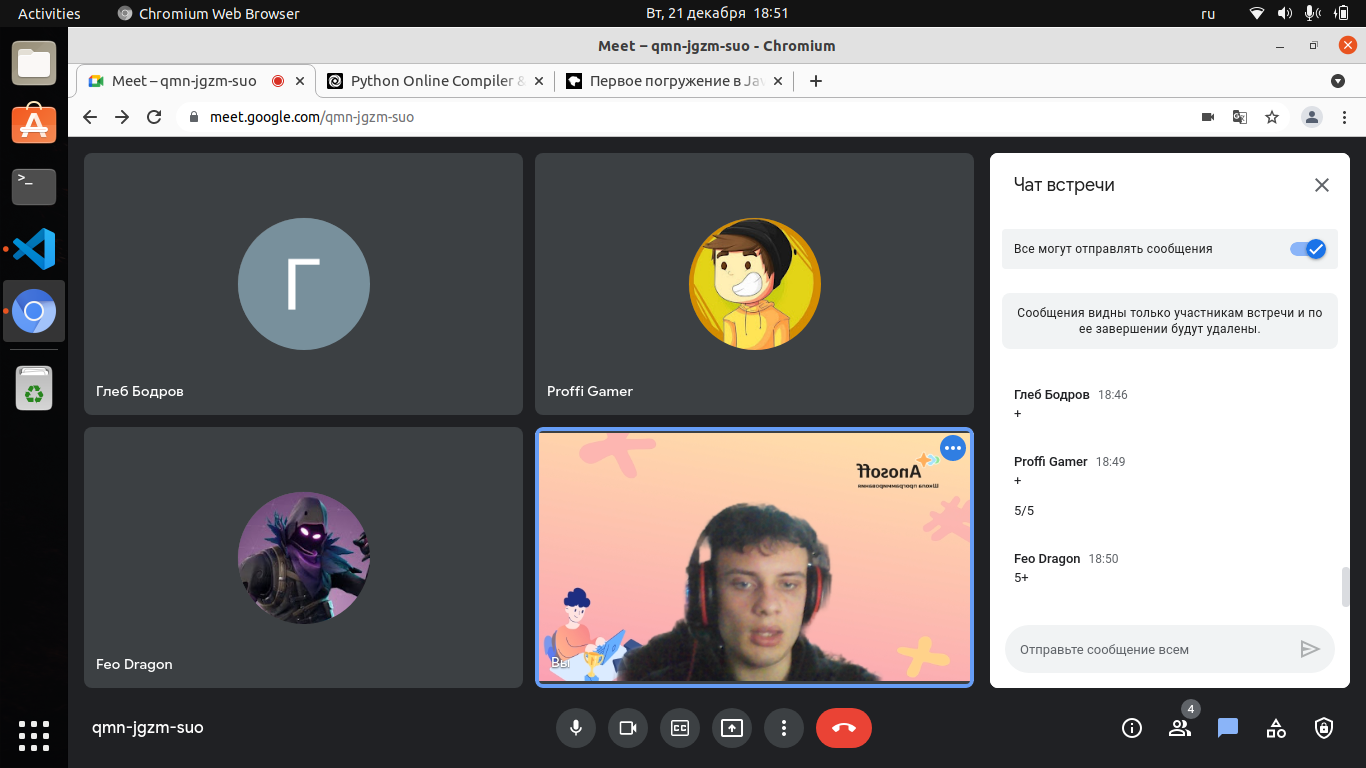 Activities
Chromium Web Browser
Вт, 21 декабря 18:51
ru
Meet – qmn-jgzm-suo - Chromium
Meet – qmn-jgzm-suo
Python Online Compiler &
Первое погружение в Jav
meet.google.com/qmn-jgzm-suo
>_
Г
Глеб Бодров
Proffi Gamer
Feo Dragon
Anosoff
Школа программирования
Вы
Чат встречи
Все могут отправлять сообщения
Сообщения видны только участникам встречи и по
ее завершении будут удалены.
Глеб Бодров 18:46
+
Proffi Gamer 18:49
+
5/5
Feo Dragon 18:50
5+
Отправьте сообщение всем
qmn-jgzm-suo
4